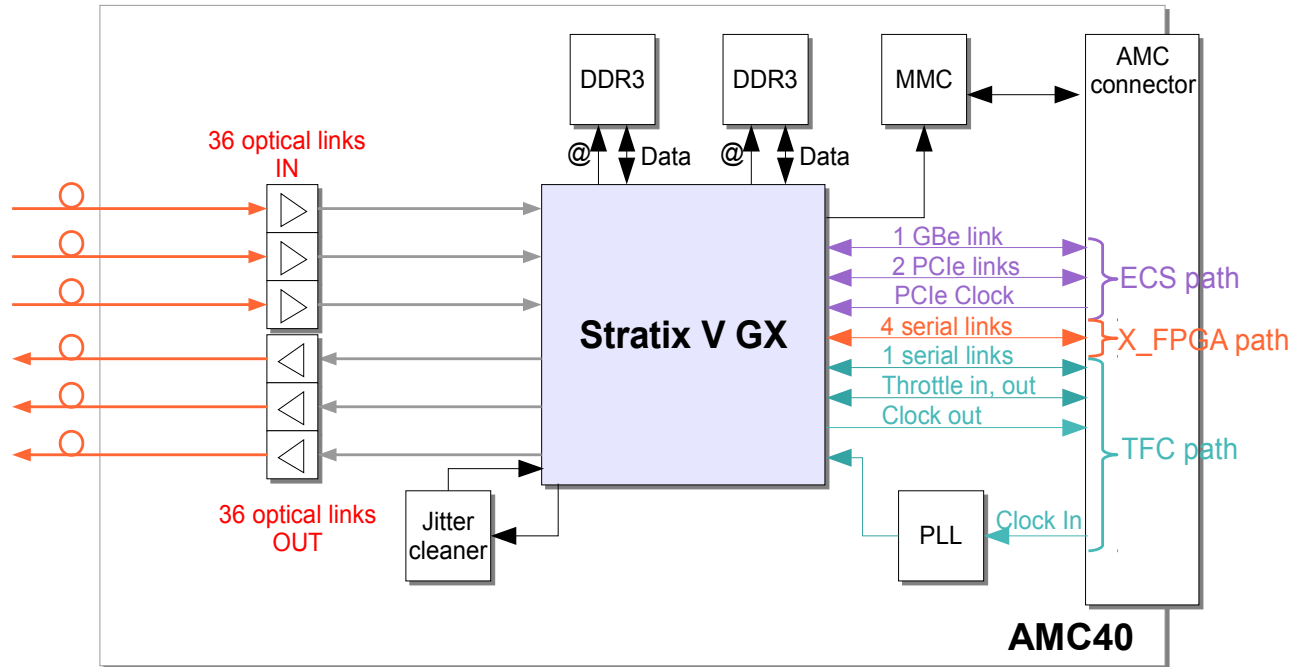 DDR3
DDR3
MMC
AMC
connector
36 optical links
IN
@
Data
@
Data
1 GBe link
2 PCIe links
PCIe Clock
ECS path
Stratix V GX
4 serial links
X_FPGA path
1 serial links
Throttle in, out
Clock out
TFC path
36 optical links
OUT
Jitter
cleaner
PLL
Clock In
AMC40